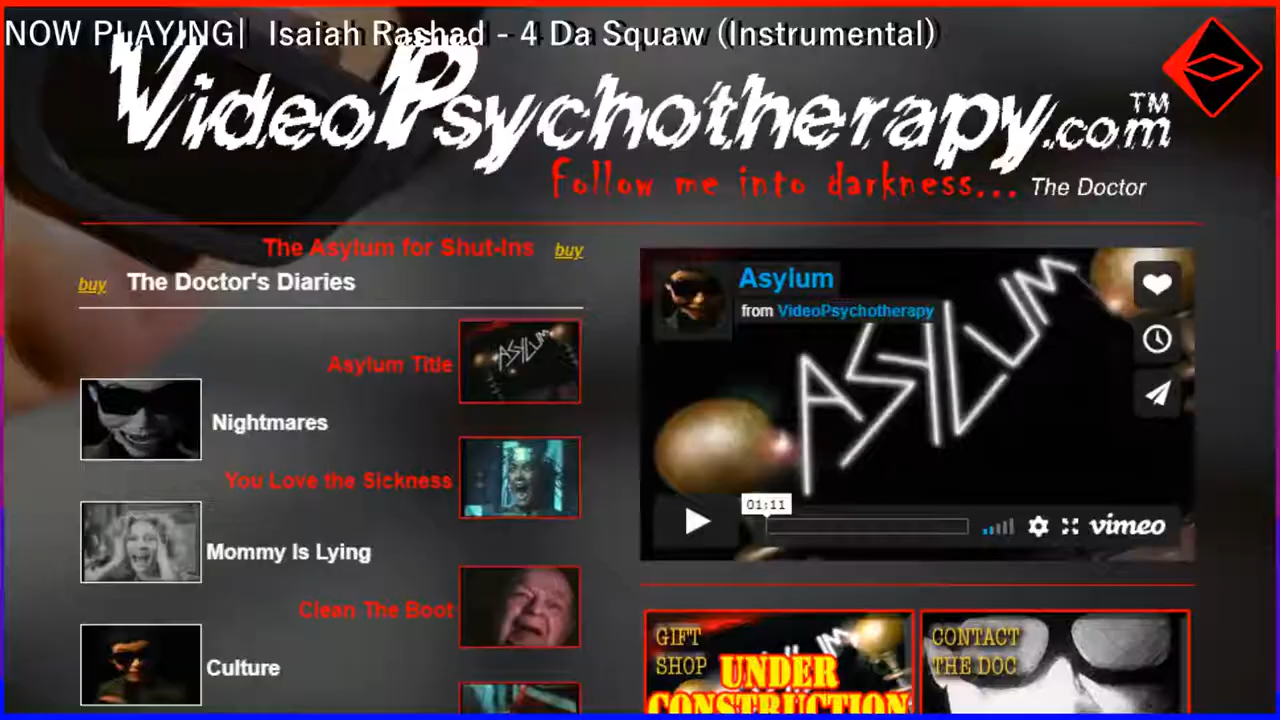 NOW PLAYING| Isaiah Rashad - 4 Da Squaw (Instrumental)
VideoPsychotherapy.com™
Follow me into darkness... The Doctor
The Asylum for Shut-Ins buy
buy The Doctor's Diaries
Asylum Title
Nightmares
You Love the Sickness
Mommy Is Lying
Clean The Boot
Culture
ASYLUM
Asylum
from VideoPsychotherapy
ASYLUM
01:11
vimeo
GIFT
SHOP
UNDER
CONSTRUCTION
CONTACT
THE DOC